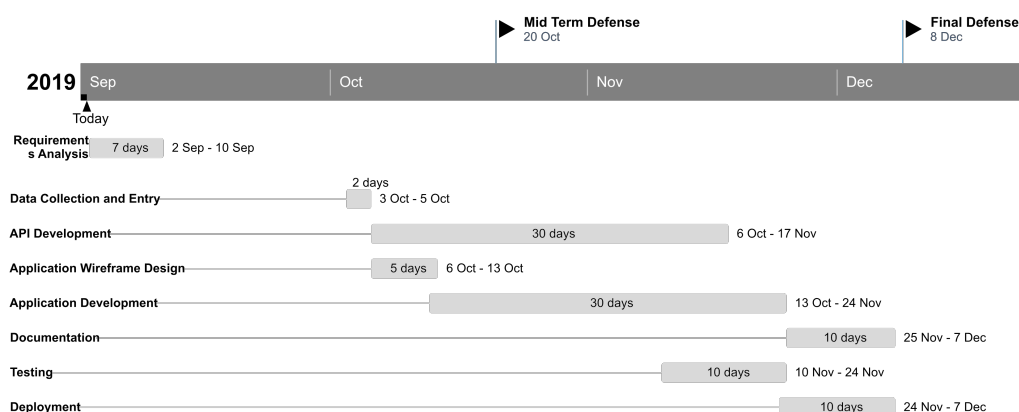 Mid Term Defense
20 Oct
Final Defense
8 Dec
2019
Sep
Oct
Nov
Dec
Today
Requirement
s Analysis
7 days
2 Sep - 10 Sep
2 days
Data Collection and Entry
3 Oct - 5 Oct
API Development
30 days
6 Oct - 17 Nov
Application Wireframe Design
5 days
6 Oct - 13 Oct
Application Development
30 days
13 Oct - 24 Nov
Documentation
10 days
25 Nov - 7 Dec
Testing
10 days
10 Nov - 24 Nov
Deployment
10 days
24 Nov - 7 Dec